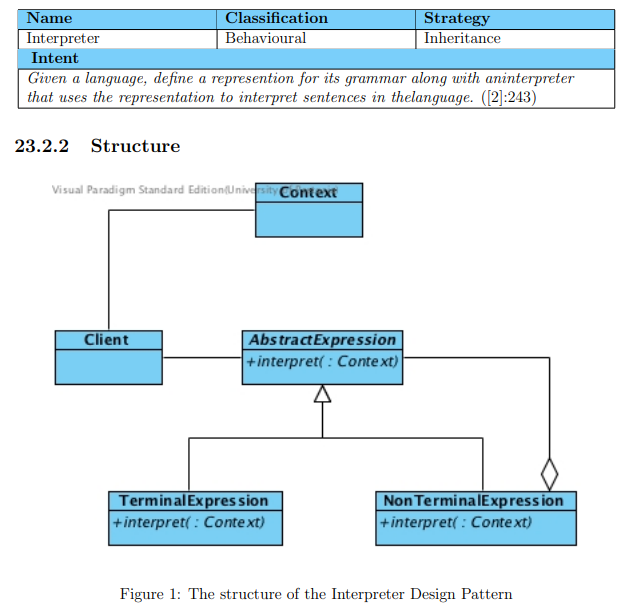 Name Classification Strategy
Interpreter Behavioural Inheritance
Intent
Given a language, define a represention for its grammar along with aninterpreter
that uses the representation to interpret sentences in thelanguage. ([2]:243)
23.2.2 Structure
Visual Paradigm Standard Edition(University
Context
Client
AbstractExpression
+interpret( : Context)
TerminalExpression
+interpret( : Context)
NonTerminalExpression
+interpret( : Context)
Figure 1: The structure of the Interpreter Design Pattern